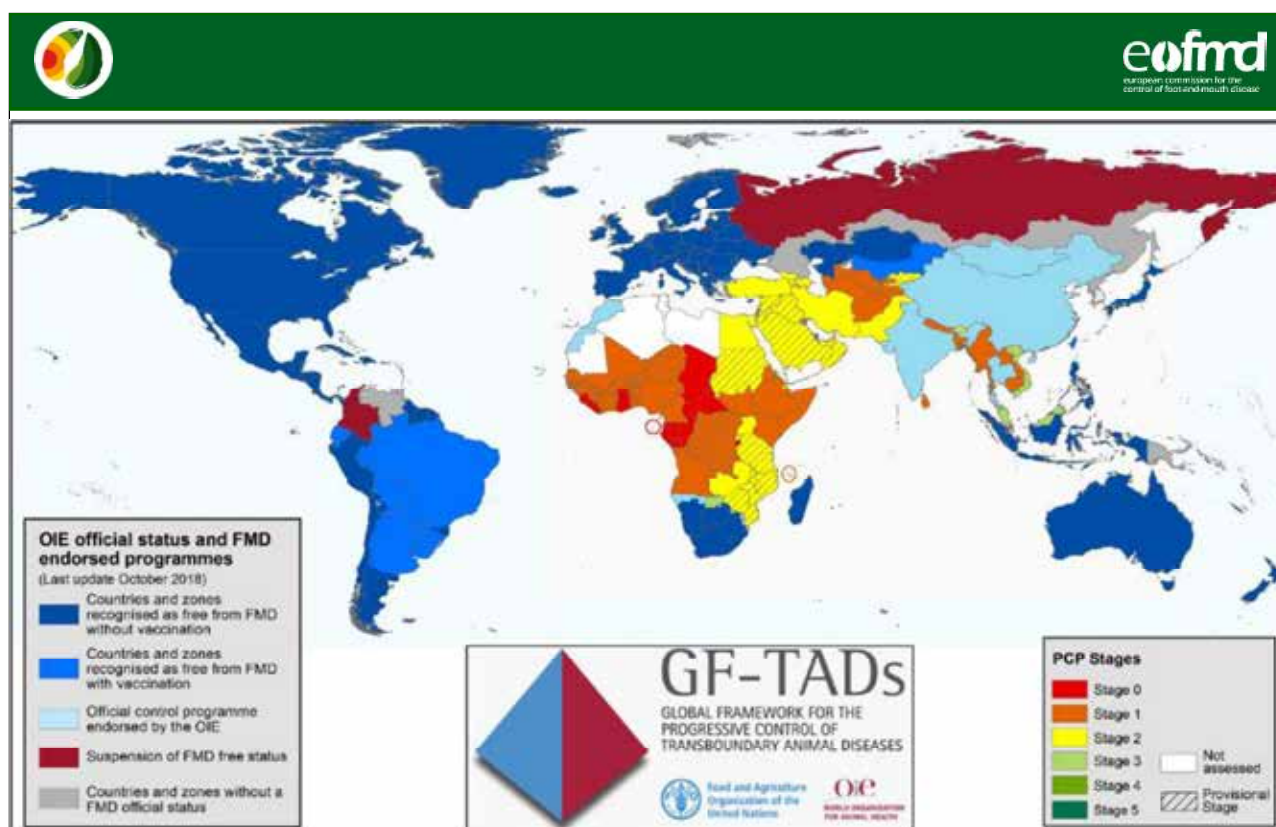 eofmd
european commission for the
control of foot-and-mouth disease
OIE official status and FMD
endorsed programmes
(Last update October 2018)
Countries and zones
recognised as free from FMD
without vaccination
Countries and zones
recognised as free from FMD
with vaccination
Official control programme
endorsed by the OIE
Suspension of FMD free status
Countries and zones without a
FMD official status
GF-TADs
GLOBAL FRAMEWORK FOR THE
PROGRESSIVE CONTROL OF
TRANSBOUNDARY ANIMAL DISEASES
Food and Agriculture
Organization of the
United Nations
oie
WORLD ORGANISATION
FOR ANIMAL HEALTH
PCP Stages
Stage 0
Stage 1
Stage 2
Stage 3
Stage 4
Stage 5
Not
assessed
Provisional
Stage